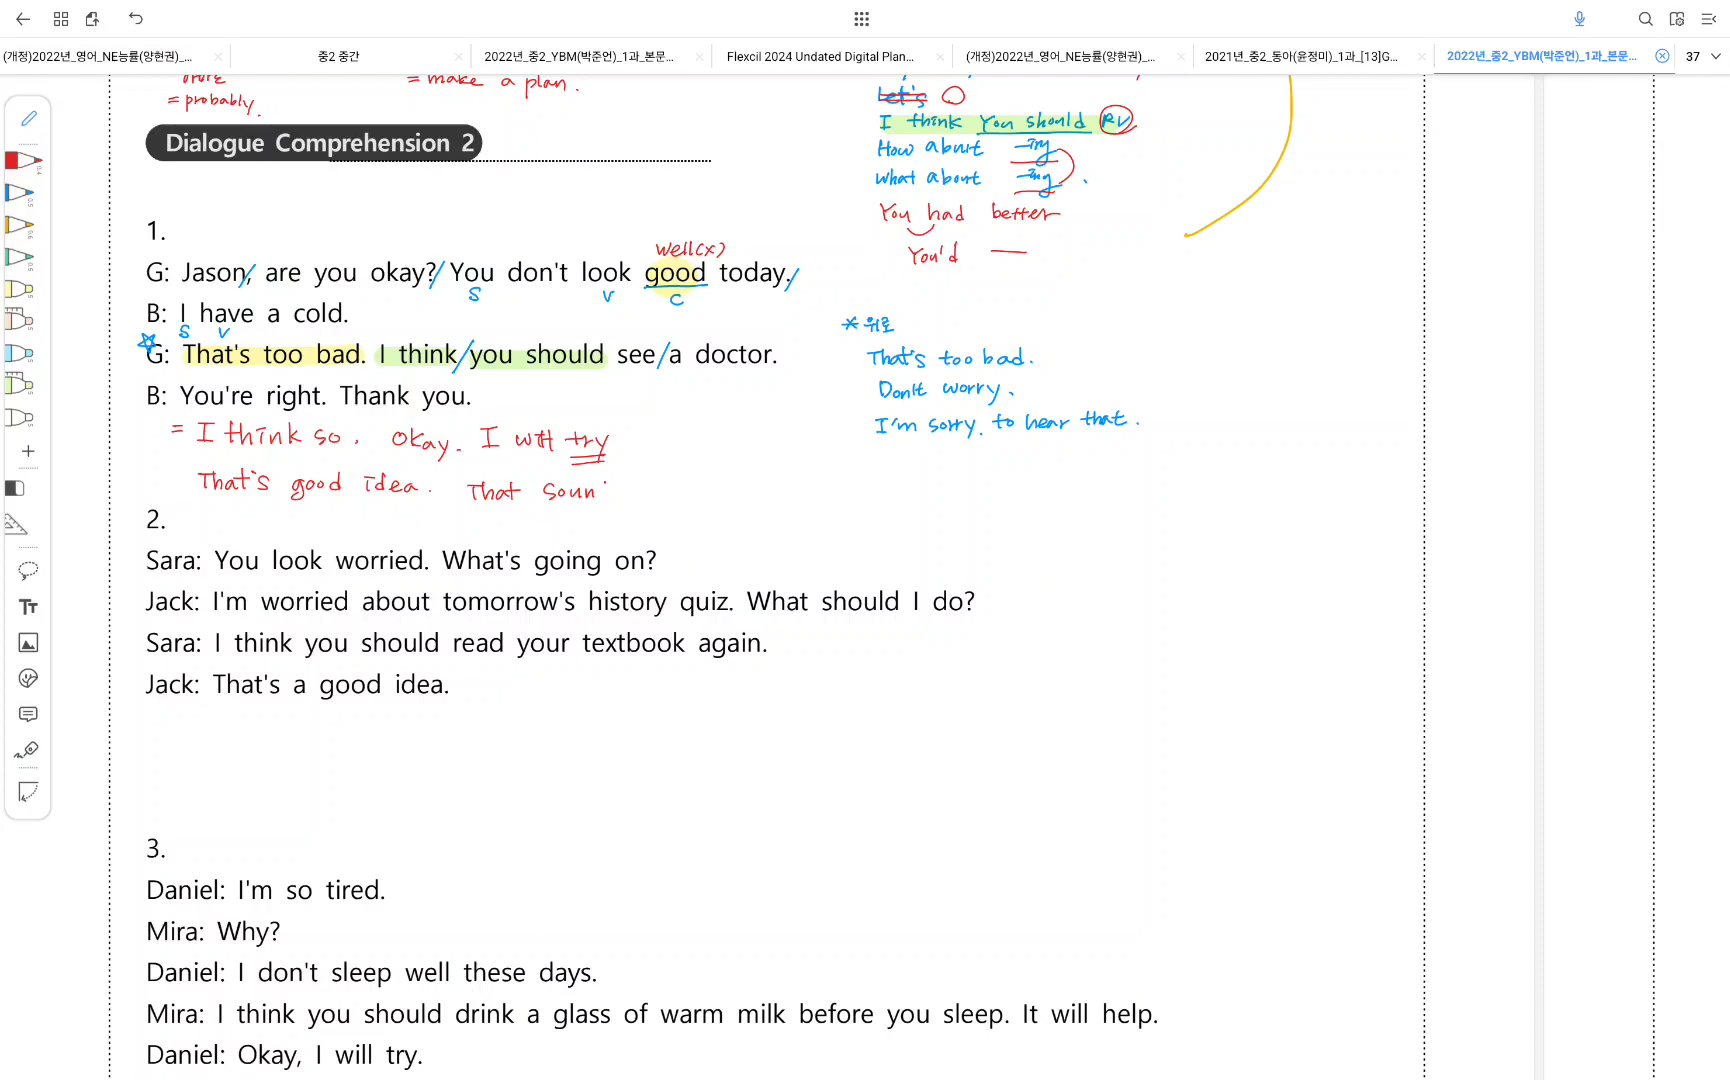 (개정)2022년_영어_NE능률(양현권)_...
중2 중간
2022년_중2_YBM(박준언)_1과_본문...
Flexcil 2024 Undated Digital Plan...
(개정)2022년_영어_NE능률(양현권)_...
2021년_중2_동아(윤정미)_1과_[13]G...
2022년_중2_YBM(박준언)_1과_본문...
37
= make a plan.
= probably.
Dialogue Comprehension 2
let's
I think You should RV
How about -ing
What about -ing
You had better
You'd
1.
well(x)
G: Jason, are you okay? You don't look good today.
S V C
B: I have a cold.
S V
G: That's too bad. I think you should see a doctor.
B: You're right. Thank you.
= I think so. Okay. I will try
That's good idea. That soun
* 위로
That's too bad.
Don't worry.
I'm sorry to hear that.
2.
Sara: You look worried. What's going on?
Jack: I'm worried about tomorrow's history quiz. What should I do?
Sara: I think you should read your textbook again.
Jack: That's a good idea.
3.
Daniel: I'm so tired.
Mira: Why?
Daniel: I don't sleep well these days.
Mira: I think you should drink a glass of warm milk before you sleep. It will help.
Daniel: Okay, I will try.